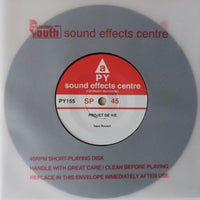 Youth sound effects centre
a
PY
sound effects centre
PY155
SP
45
PROJET DE VIE
45RPM SHORT-PLAYING DISK
HANDLE WITH GREAT CARE / CLEAN BEFORE PLAYING
REPLACE IN THIS ENVELOPE IMMEDIATELY AFTER USE